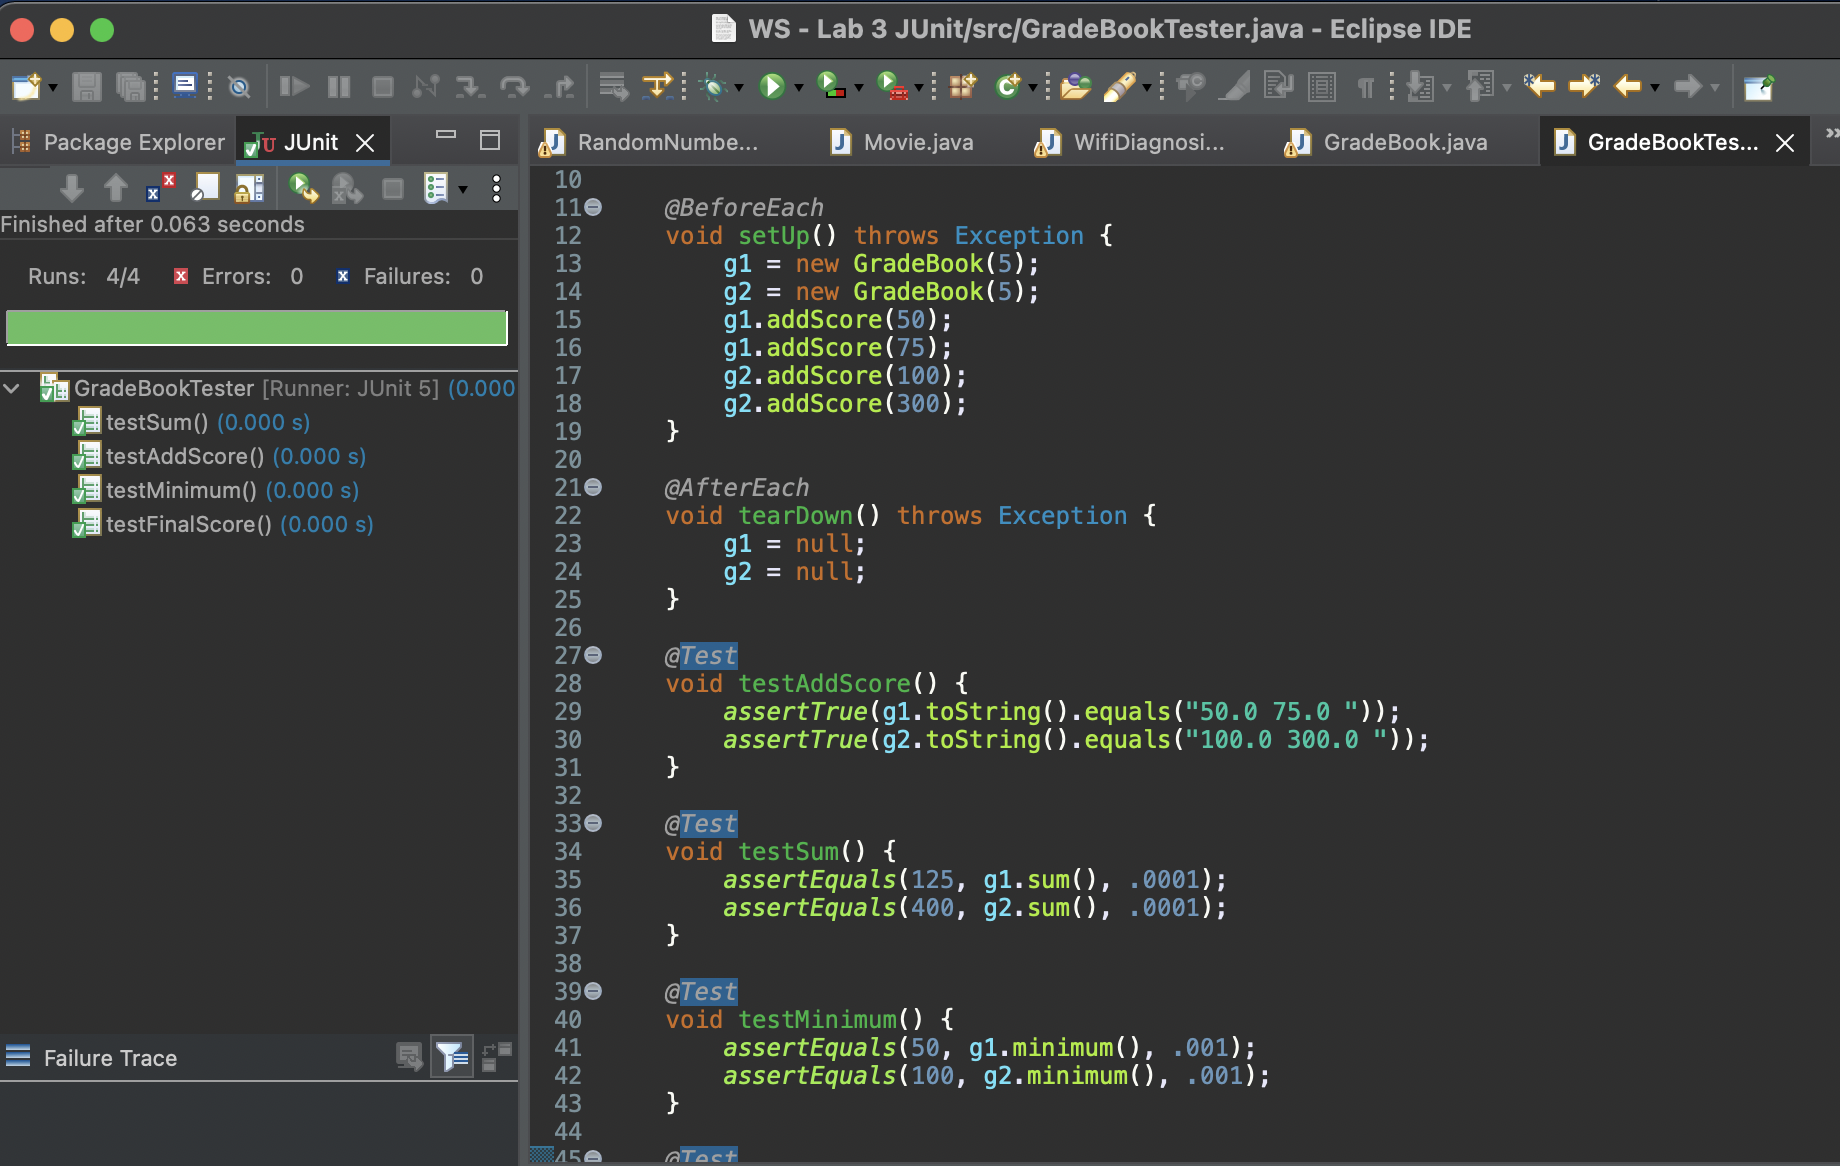 WS - Lab 3 JUnit/src/GradeBookTester.java - Eclipse IDE
Package Explorer
JUnit
Finished after 0.063 seconds
Runs: 4/4 Errors: 0 Failures: 0
GradeBookTester [Runner: JUnit 5] (0.000
testSum() (0.000 s)
testAddScore() (0.000 s)
testMinimum() (0.000 s)
testFinalScore() (0.000 s)
Failure Trace
RandomNumbe... Movie.java WifiDiagnosi... GradeBook.java GradeBookTes...
10
11 @BeforeEach
12 void setUp() throws Exception {
13 g1 = new GradeBook(5);
14 g2 = new GradeBook(5);
15 g1.addScore(50);
16 g1.addScore(75);
17 g2.addScore(100);
18 g2.addScore(300);
19 }
20
21 @AfterEach
22 void tearDown() throws Exception {
23 g1 = null;
24 g2 = null;
25 }
26
27 @Test
28 void testAddScore() {
29 assertTrue(g1.toString().equals("50.0 75.0 "));
30 assertTrue(g2.toString().equals("100.0 300.0 "));
31 }
32
33 @Test
34 void testSum() {
35 assertEquals(125, g1.sum(), .0001);
36 assertEquals(400, g2.sum(), .0001);
37 }
38
39 @Test
40 void testMinimum() {
41 assertEquals(50, g1.minimum(), .001);
42 assertEquals(100, g2.minimum(), .001);
43 }
44
45 @Test